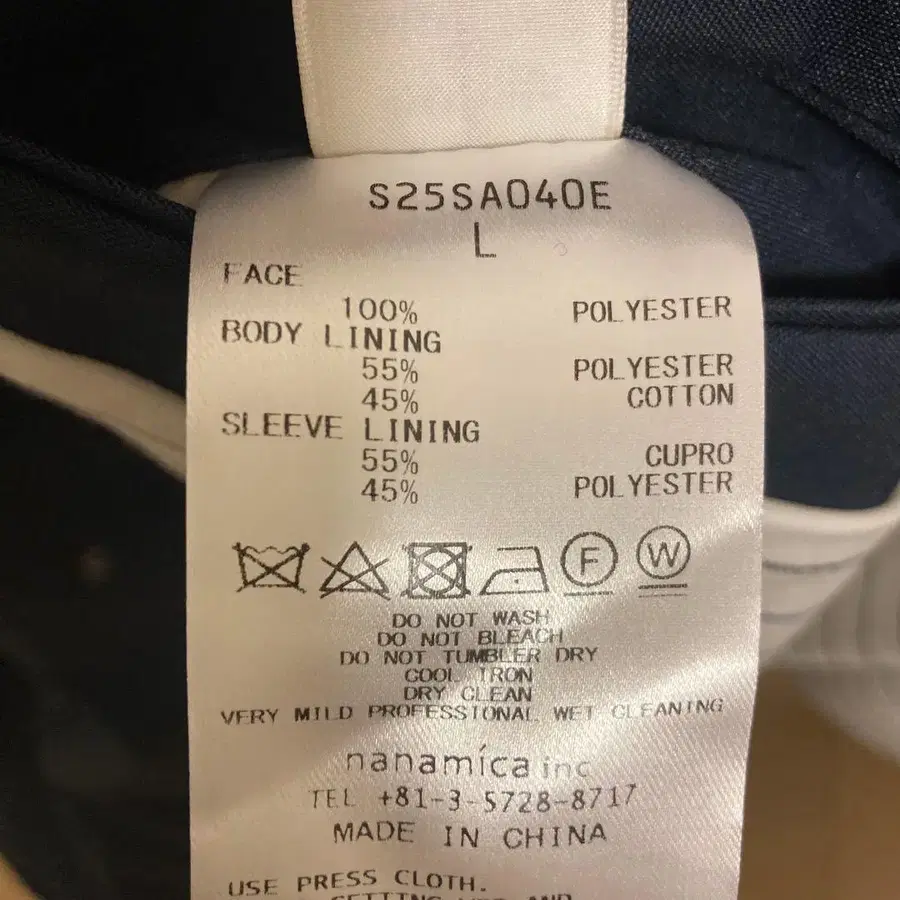 S25SA040E
L
FACE
100% POLYESTER
BODY LINING
55% POLYESTER
45% COTTON
SLEEVE LINING
55% CUPRO
45% POLYESTER
F W
DO NOT WASH
DO NOT BLEACH
DO NOT TUMBLER DRY
COOL IRON
DRY CLEAN
VERY MILD PROFESSIONAL WET CLEANING
nanamíca inc
TEL +81-3-5728-8717
MADE IN CHINA
USE PRESS CLOTH.